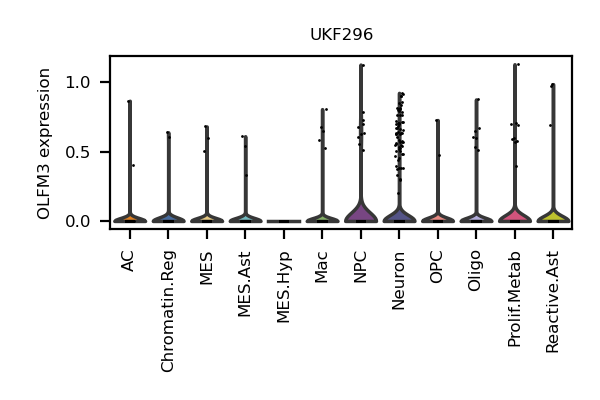 UKF296
OLFM3 expression
1.0
0.5
0.0
AC
Chromatin.Reg
MES
MES.Ast
MES.Hyp
Mac
NPC
Neuron
OPC
Oligo
Prolif.Metab
Reactive.Ast